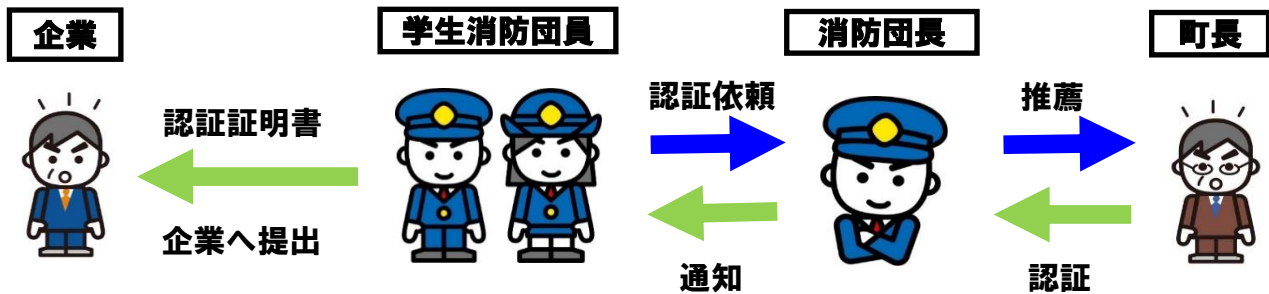 企業
学生消防団員
消防団長
町長
認証証明書
企業へ提出
認証依頼
通知
推薦
認証